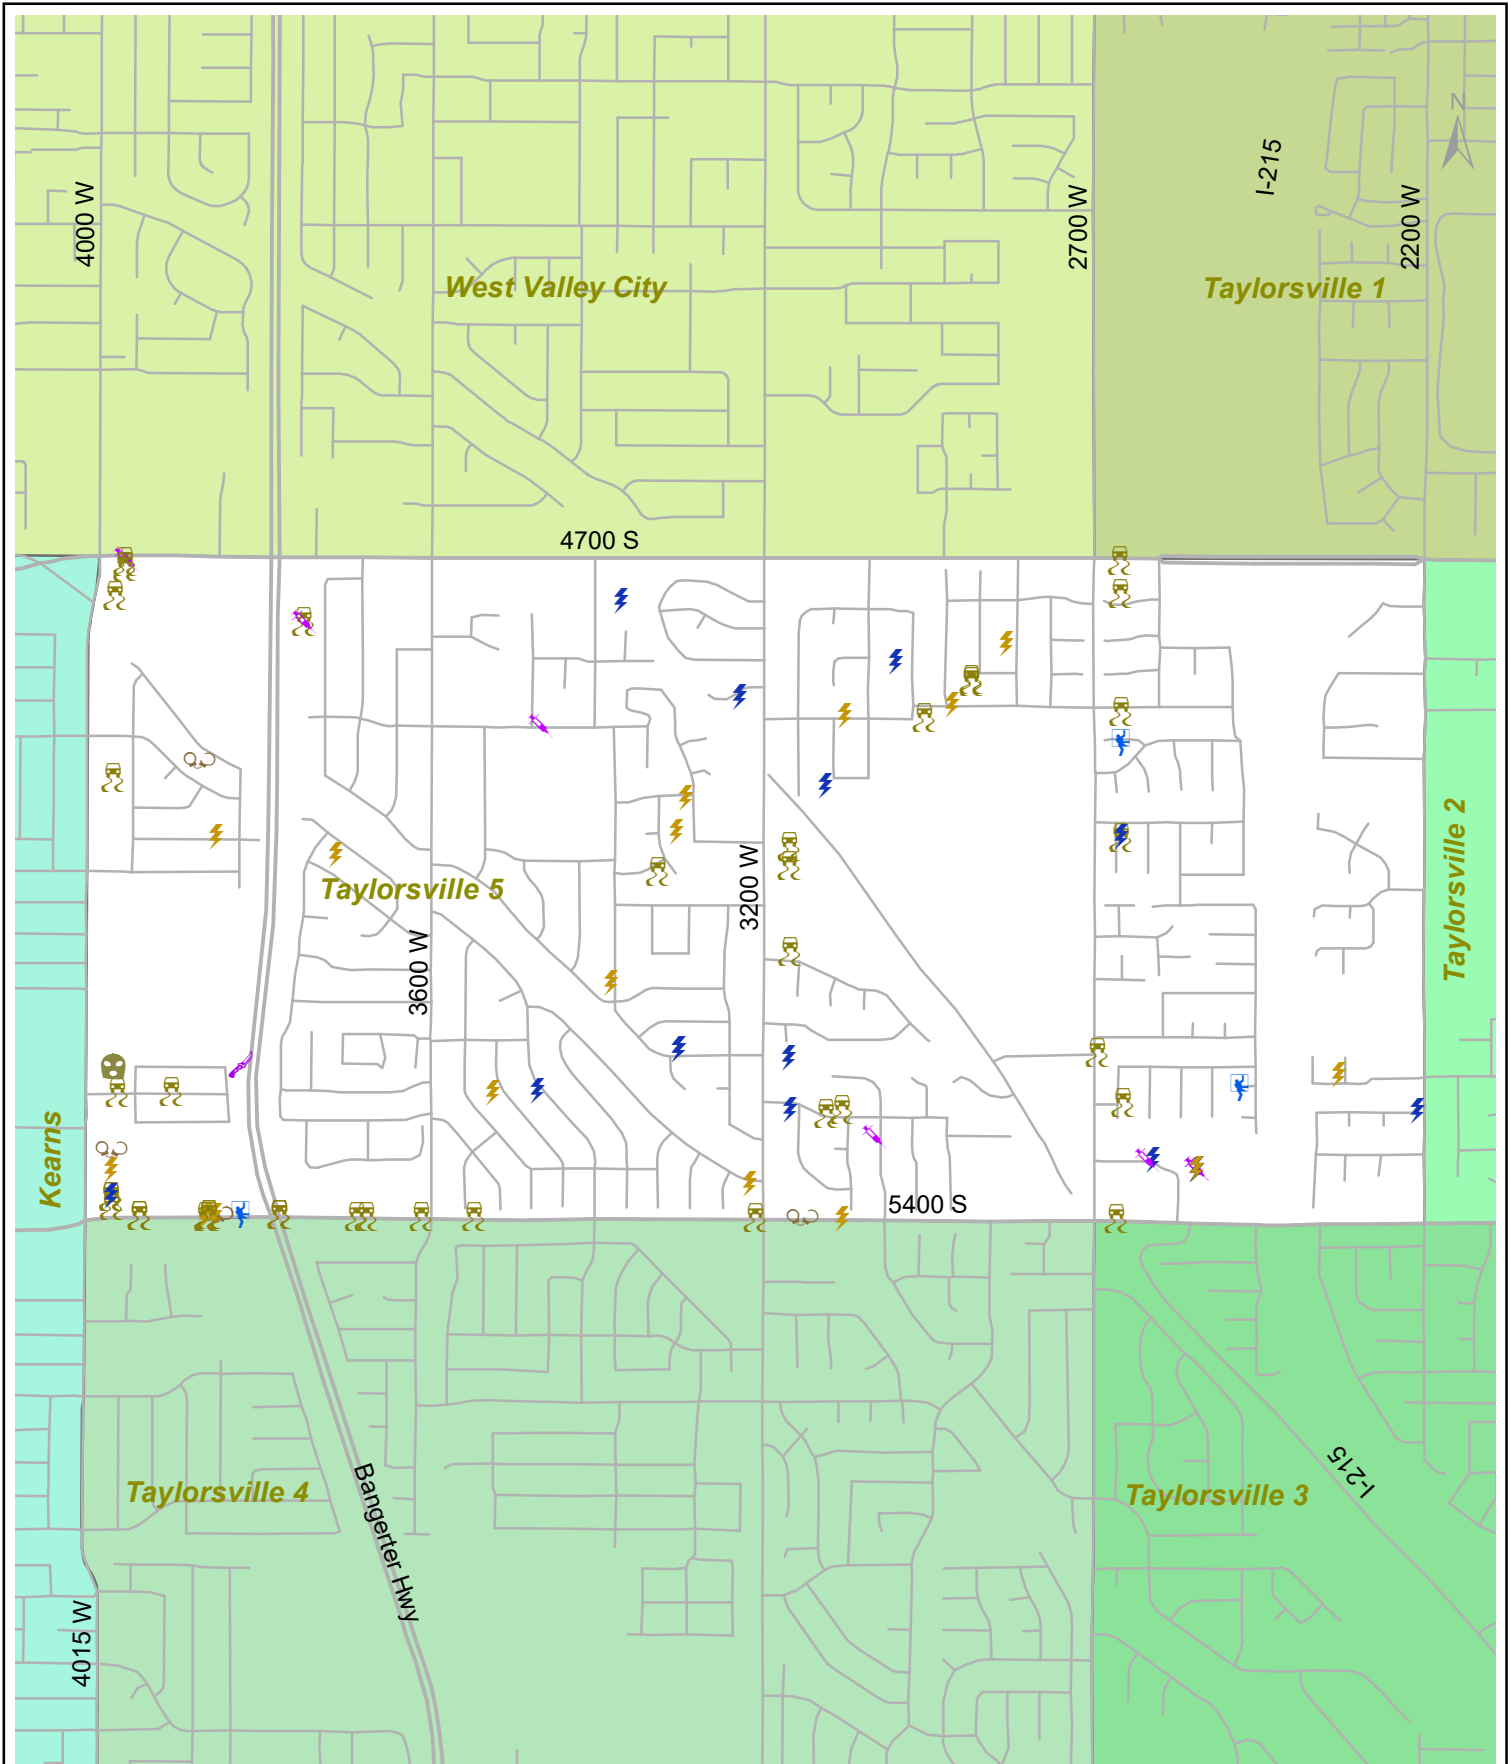 N
I-215
4000 W
2700 W
2200 W
West Valley City
Taylorsville 1
4700 S
Taylorsville 2
3200 W
Taylorsville 5
3600 W
Kearns
5400 S
I-215
Taylorsville 4
Taylorsville 3
Bangerter Hwy
4015 W